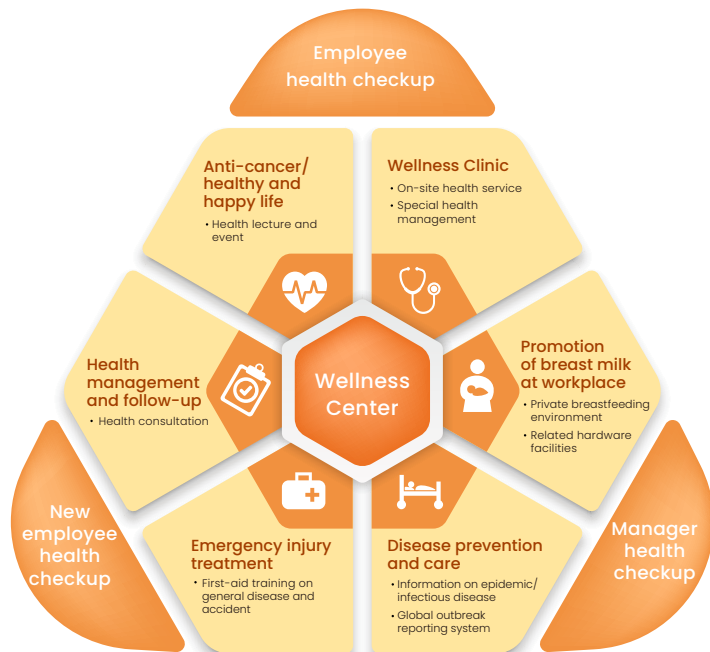 Employee
health checkup
Anti-cancer/
healthy and
happy life
• Health lecture and
event
Wellness Clinic
• On-site health service
• Special health
management
Health
management
and follow-up
• Health consultation
Wellness
Center
Promotion
of breast milk
at workplace
• Private breastfeeding
environment
• Related hardware
facilities
New
employee
health
checkup
Emergency injury
treatment
• First-aid training on
general disease and
accident
Disease prevention
and care
• Information on epidemic/
infectious disease
• Global outbreak
reporting system
Manager
health
checkup